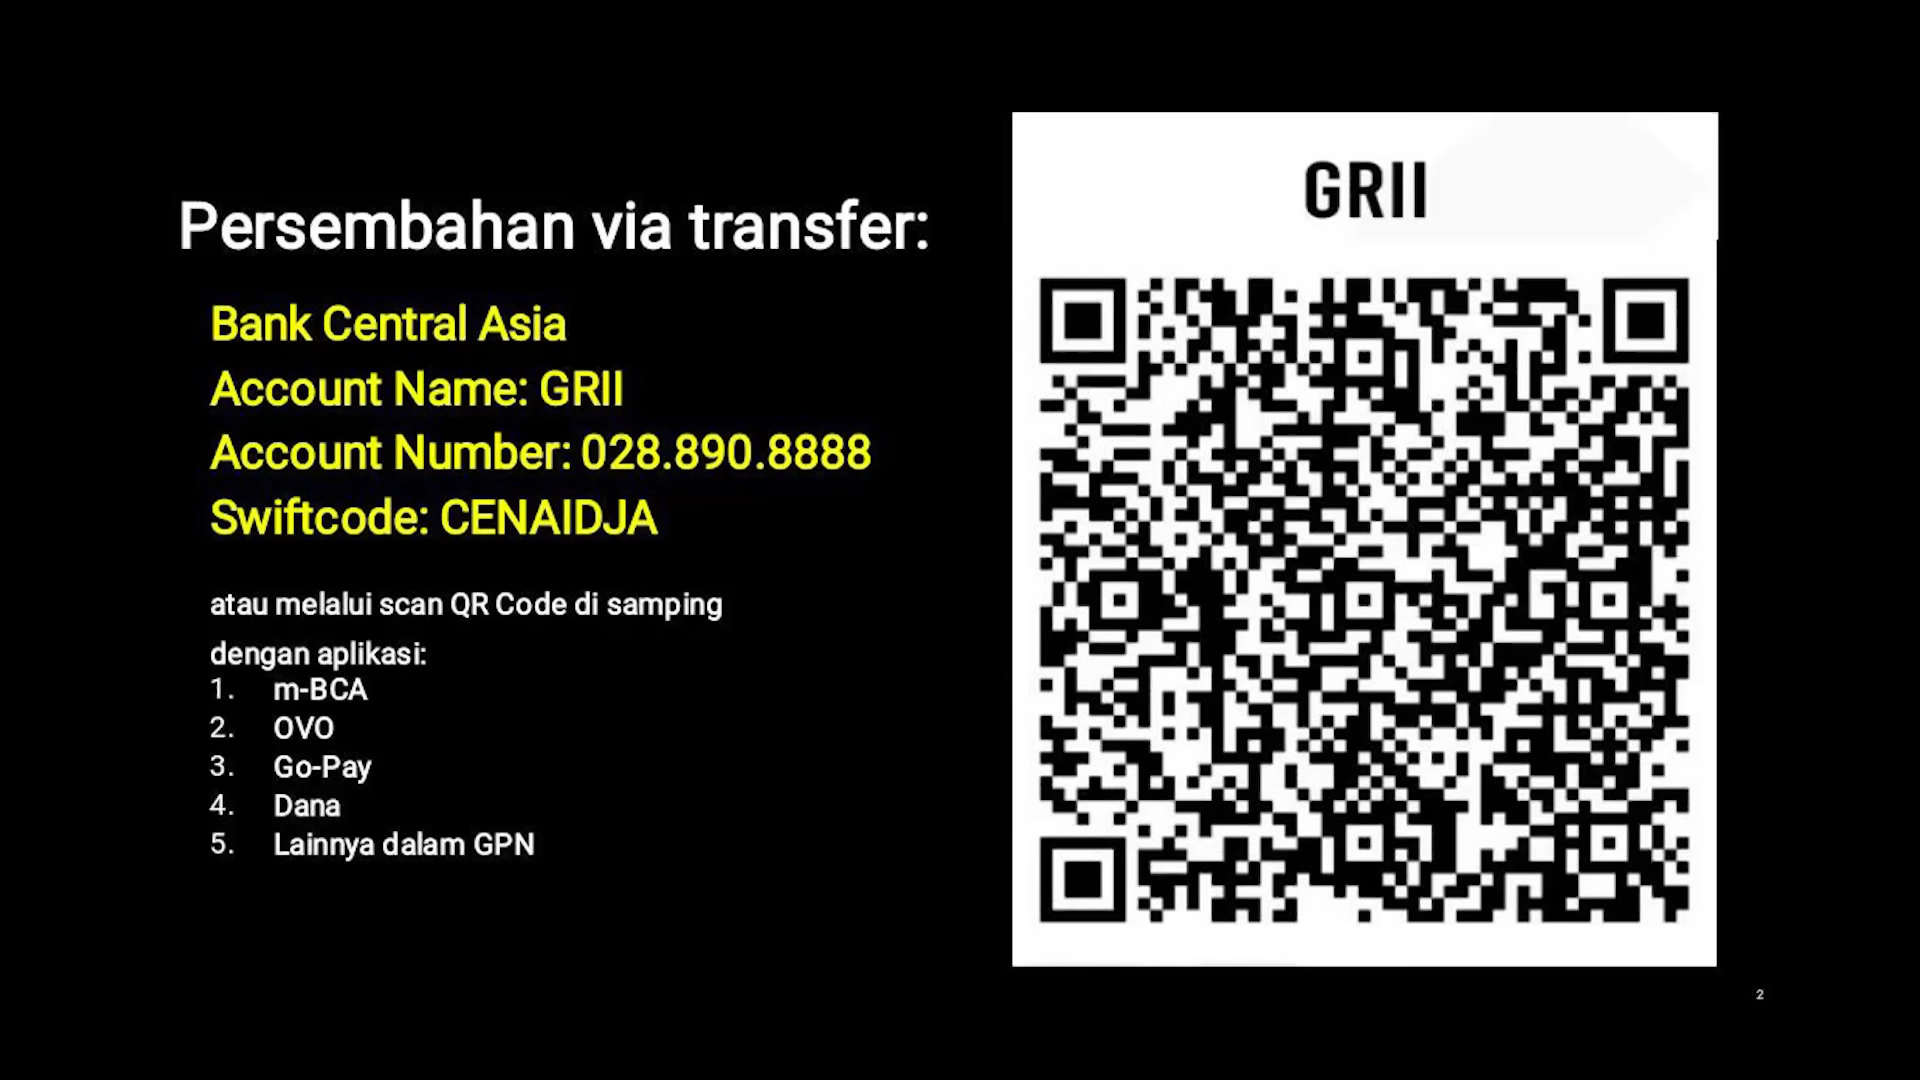 Persembahan via transfer:
Bank Central Asia
Account Name: GRII
Account Number: 028.890.8888
Swiftcode: CENAIDJA
atau melalui scan QR Code di samping
dengan aplikasi:
1. m-BCA
2. OVO
3. Go-Pay
4. Dana
5. Lainnya dalam GPN
GRII
2